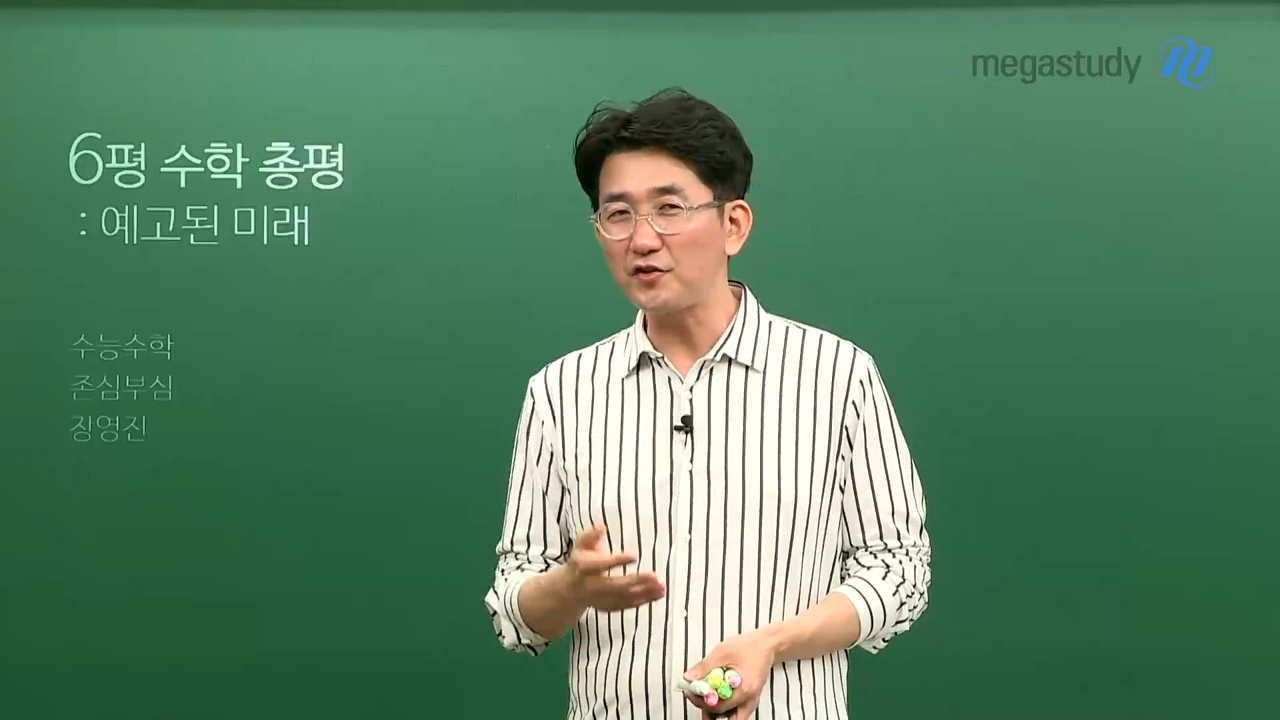 megastudy
6평 수학 총평
: 예고된 미래
수능수학
존심부심
장영진